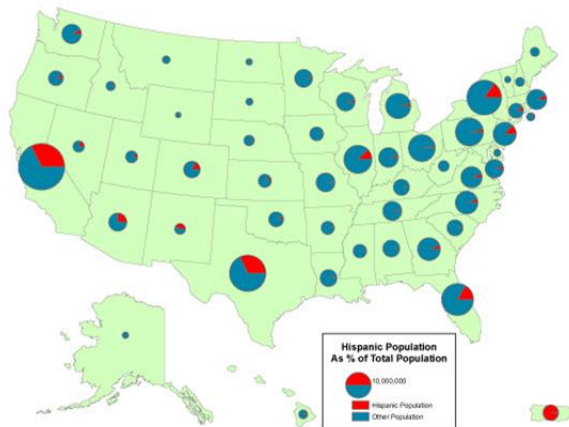 Hispanic Population
As % of Total Population
10,000,000
Hispanic Population
Other Population